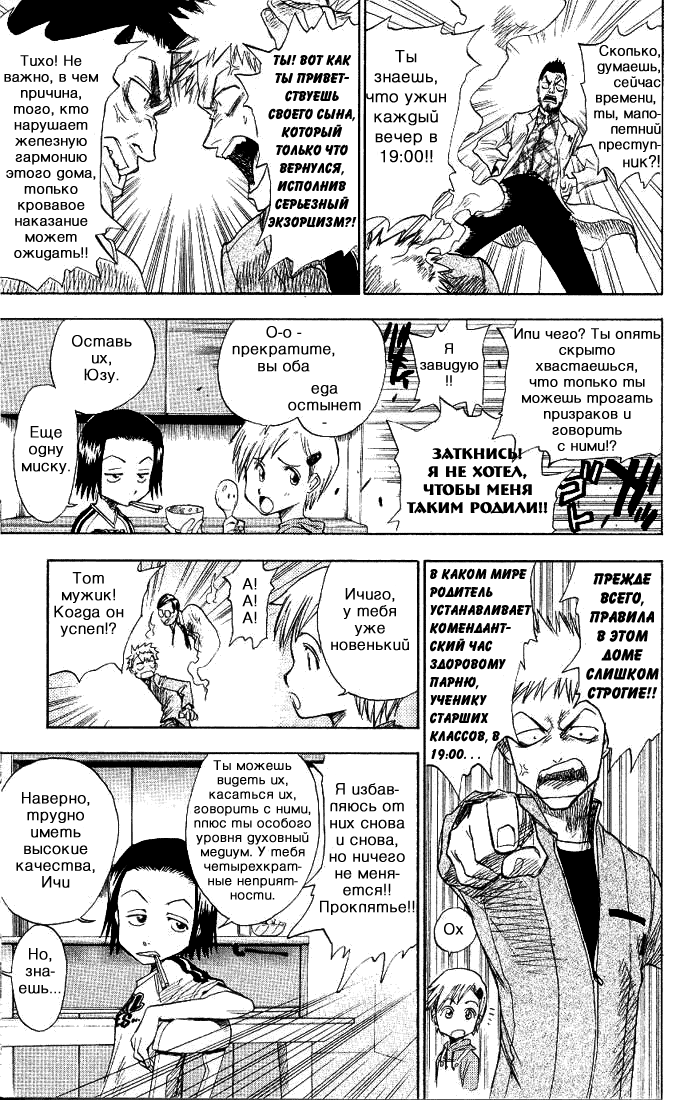 Сколько,
думаешь,
сейчас
времени,
ты, мало-
летний
преступ-
ник?!
Ты
знаешь,
что ужин
каждый
вечер в
19:00!!
ТЫ! ВОТ КАК
ТЫ ПРИВЕТ-
СТВУЕШЬ
СВОЕГО СЫНА,
КОТОРЫЙ
ТОЛЬКО ЧТО
ВЕРНУЛСЯ,
ИСПОЛНИВ
СЕРЬЕЗНЫЙ
ЭКЗОРЦИЗМ?!
Тихо! Не
важно, в чем
причина,
того, кто
нарушает
железную
гармонию
этого дома,
только
кровавое
наказание
может
ожидать!!
Или чего? Ты опять
скрыто
хвастаешься,
что только ты
можешь трогать
призраков и
говорить
с ними!?
Я
завидую
!!
ЗАТКНИСЬ!
Я НЕ ХОТЕЛ,
ЧТОБЫ МЕНЯ
ТАКИМ РОДИЛИ!!
О-о -
прекратите,
вы оба
еда
остынет
Оставь
их,
Юзу.
Еще
одну
миску.
ПРЕЖДЕ
ВСЕГО,
ПРАВИЛА
В ЭТОМ
ДОМЕ
СЛИШКОМ
СТРОГИЕ!!
В КАКОМ МИРЕ
РОДИТЕЛЬ
УСТАНАВЛИВАЕТ
КОМЕНДАНТ-
СКИЙ ЧАС
ЗДОРОВОМУ
ПАРНЮ,
УЧЕНИКУ
СТАРШИХ
КЛАССОВ, В
19:00...
Ох
Ичиго,
у тебя
уже
новенький
А!
А!
А!
Тот
мужик!
Когда он
успел!?
Я избав-
ляюсь от
них снова
и снова,
но ничего
не меня-
ется!!
Проклятье!!
Ты можешь
видеть их,
касаться их,
говорить с ними,
плюс ты особого
уровня духовный
медиум. У тебя
четырехкрат-
ные неприят-
ности.
Наверно,
трудно
иметь
высокие
качества,
Ичи
Но,
зна-
ешь...